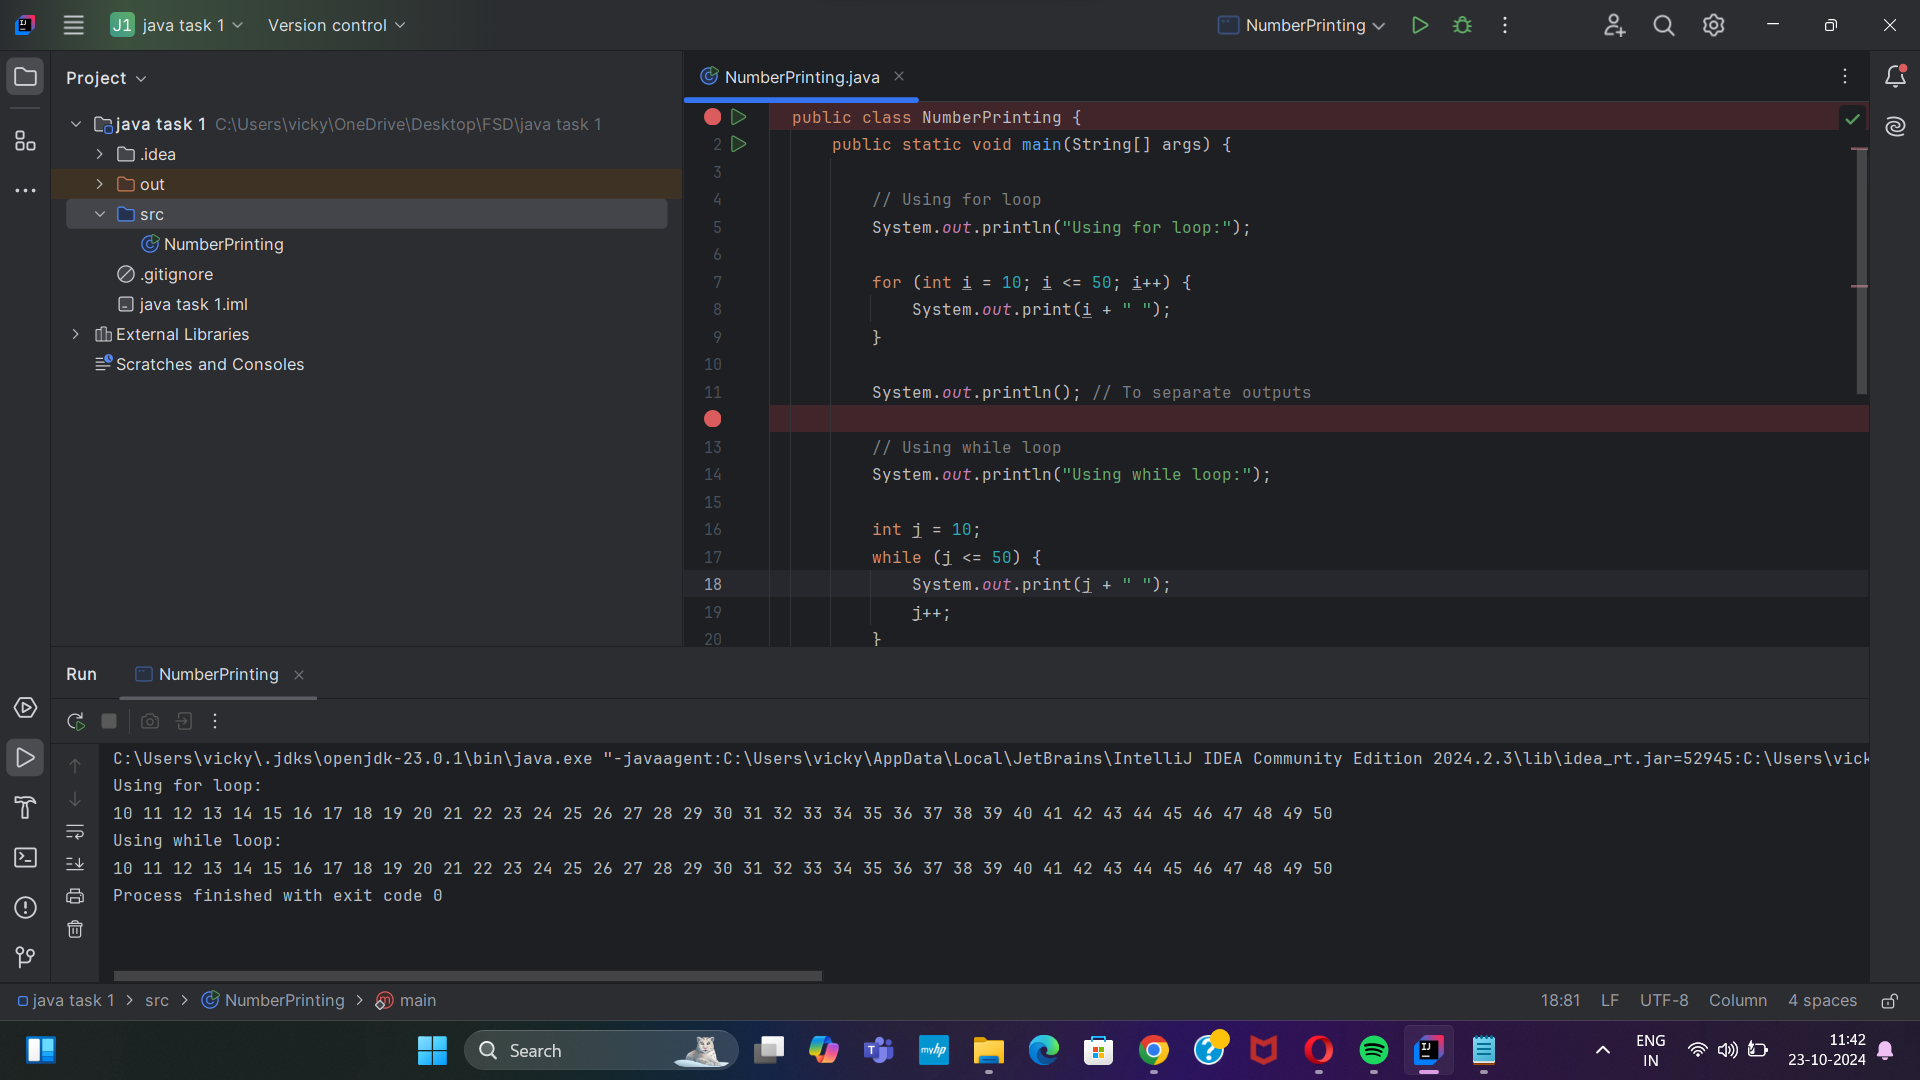 J1 java task 1 Version control NumberPrinting
Project
java task 1 C:\Users\vicky\OneDrive\Desktop\FSD\java task 1
.idea
out
src
NumberPrinting
.gitignore
java task 1.iml
External Libraries
Scratches and Consoles
NumberPrinting.java
public class NumberPrinting {
2 public static void main(String[] args) {
3
4 // Using for loop
5 System.out.println("Using for loop:");
6
7 for (int i = 10; i <= 50; i++) {
8 System.out.print(i + " ");
9 }
10
11 System.out.println(); // To separate outputs
13 // Using while loop
14 System.out.println("Using while loop:");
15
16 int j = 10;
17 while (j <= 50) {
18 System.out.print(j + " ");
19 j++;
20 }
Run NumberPrinting
C:\Users\vicky\.jdks\openjdk-23.0.1\bin\java.exe "-javaagent:C:\Users\vicky\AppData\Local\JetBrains\IntelliJ IDEA Community Edition 2024.2.3\lib\idea_rt.jar=52945:C:\Users\vick
Using for loop:
10 11 12 13 14 15 16 17 18 19 20 21 22 23 24 25 26 27 28 29 30 31 32 33 34 35 36 37 38 39 40 41 42 43 44 45 46 47 48 49 50
Using while loop:
10 11 12 13 14 15 16 17 18 19 20 21 22 23 24 25 26 27 28 29 30 31 32 33 34 35 36 37 38 39 40 41 42 43 44 45 46 47 48 49 50
Process finished with exit code 0
java task 1 > src > NumberPrinting > main 18:81 LF UTF-8 Column 4 spaces
Search myhp ENG 11:42
IN 23-10-2024